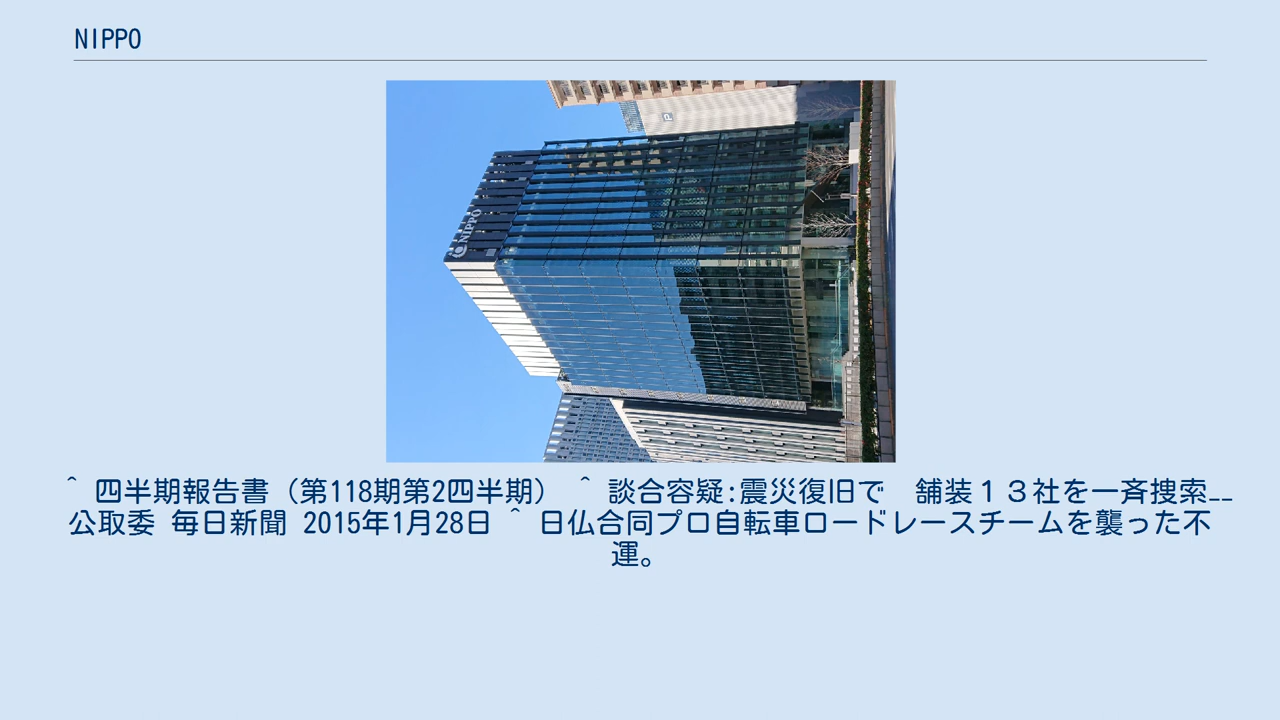 NIPPO
NIPPO
^ 四半期報告書（第118期第2四半期） ^ 談合容疑:震災復旧で　舗装１３社を一斉捜索--
公取委 毎日新聞 2015年1月28日 ^ 日仏合同プロ自転車ロードレースチームを襲った不
運。